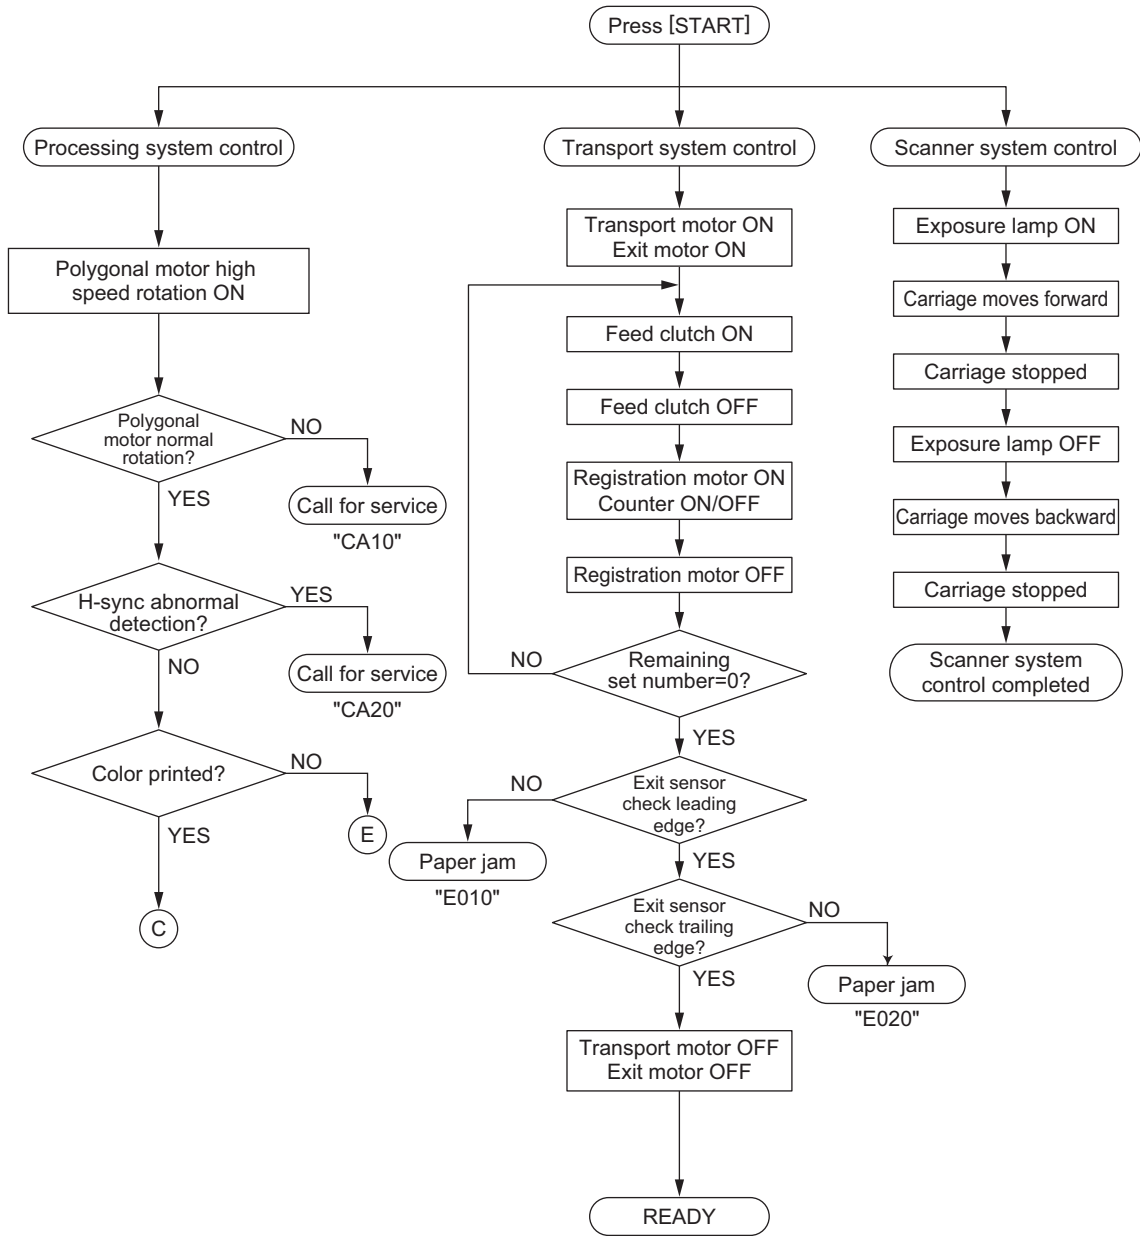 Press [START]
Processing system control
Transport system control
Scanner system control
Polygonal motor high
speed rotation ON
Polygonal
motor normal
rotation?
NO
Call for service
"CA10"
YES
H-sync abnormal
detection?
YES
Call for service
"CA20"
NO
Color printed?
NO
E
YES
C
Transport motor ON
Exit motor ON
Feed clutch ON
Feed clutch OFF
Registration motor ON
Counter ON/OFF
Registration motor OFF
Remaining
set number=0?
NO
YES
Exit sensor
check leading
edge?
NO
Paper jam
"E010"
YES
Exit sensor
check trailing
edge?
NO
Paper jam
"E020"
YES
Transport motor OFF
Exit motor OFF
READY
Exposure lamp ON
Carriage moves forward
Carriage stopped
Exposure lamp OFF
Carriage moves backward
Carriage stopped
Scanner system
control completed